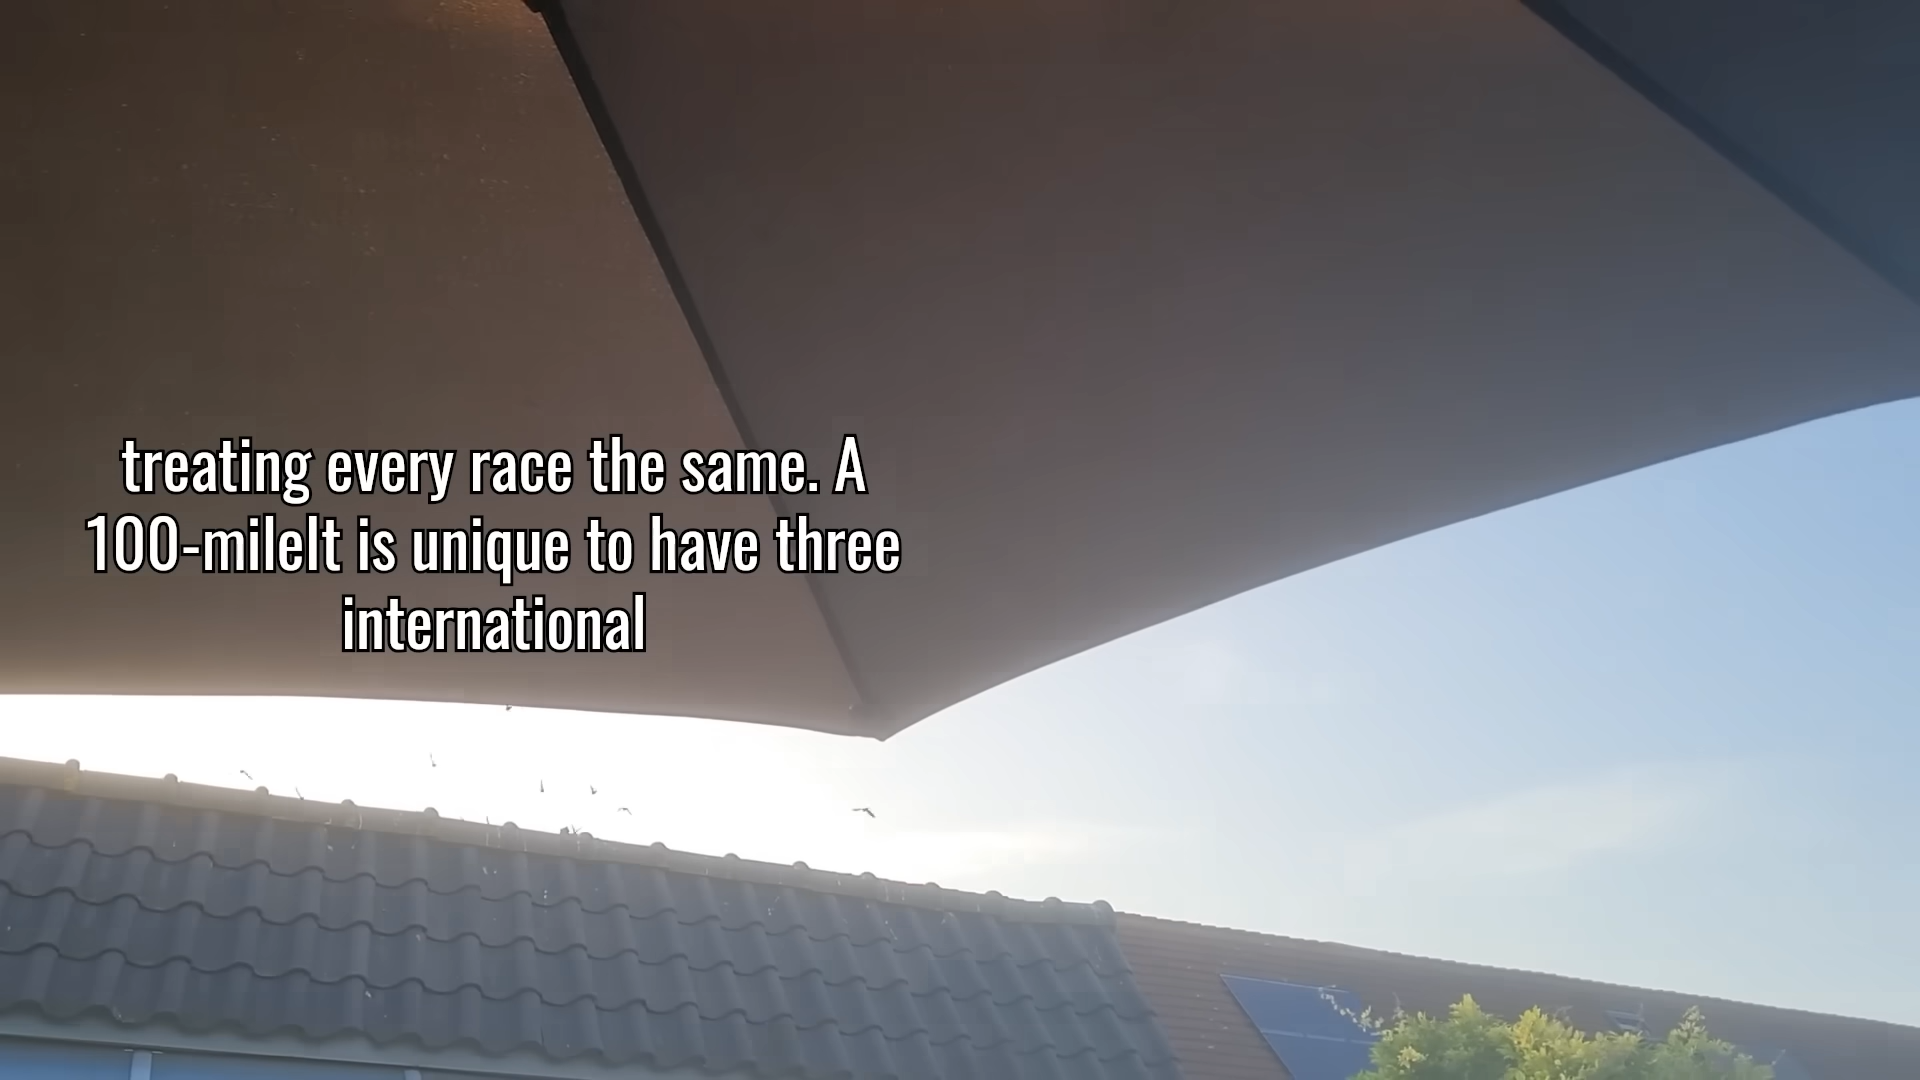 treating every race the same. A
100-mileIt is unique to have three
international